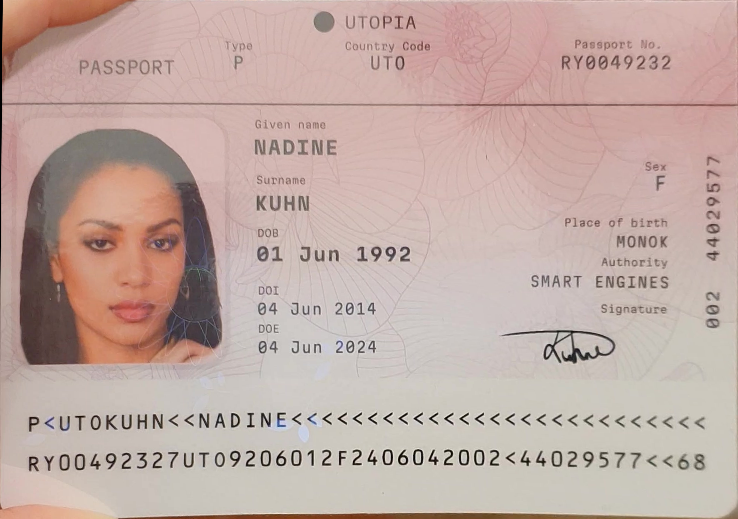 UTOPIA
PASSPORT
Type
P
Country Code
UTO
Passport No.
RY0049232
Given name
NADINE
Surname
KUHN
DOB
01 Jun 1992
DOI
04 Jun 2014
DOE
04 Jun 2024
Sex
F
Place of birth
MONOK
Authority
SMART ENGINES
Signature
Kuhne
002 44029577
P<UTOKUHN<<NADINE<<<<<<<<<<<<<<<<<<<<<<<<<<<
RY00492327UTO9206012F2406042002<44029577<<68